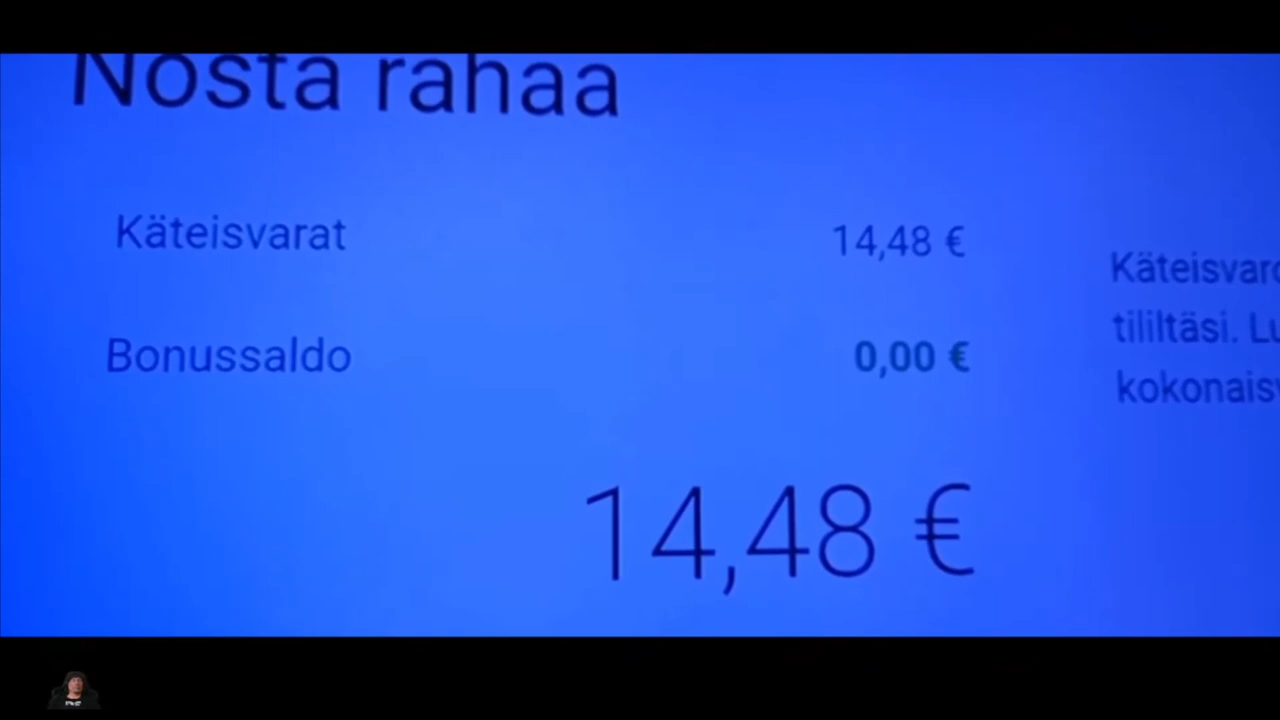 Nosta rahaa
Käteisvarat 14,48 €
Bonussaldo 0,00 €
14,48 €
tililtäsi.